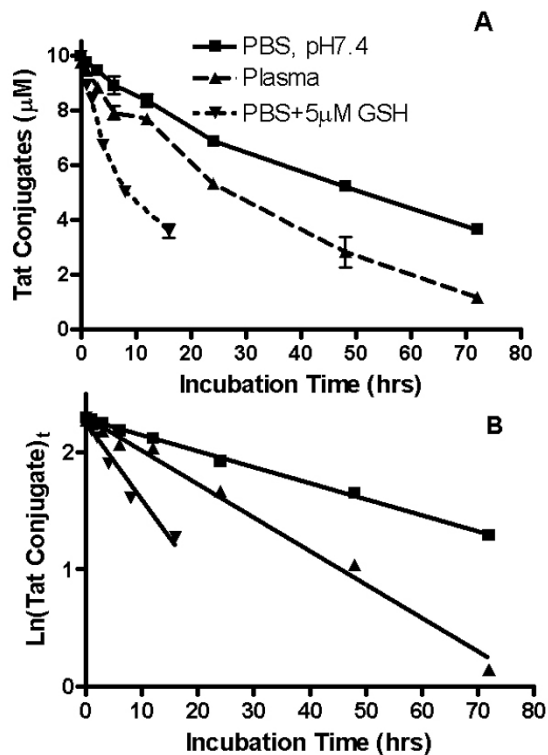 A
PBS, pH7.4
Plasma
PBS+5μM GSH
Tat Conjugates (μM)
10
8
6
4
2
0
0 10 20 30 40 50 60 70 80
Incubation Time (hrs)
B
Ln(Tat Conjugate)t
2
1
0
0 10 20 30 40 50 60 70 80
Incubation Time (hrs)